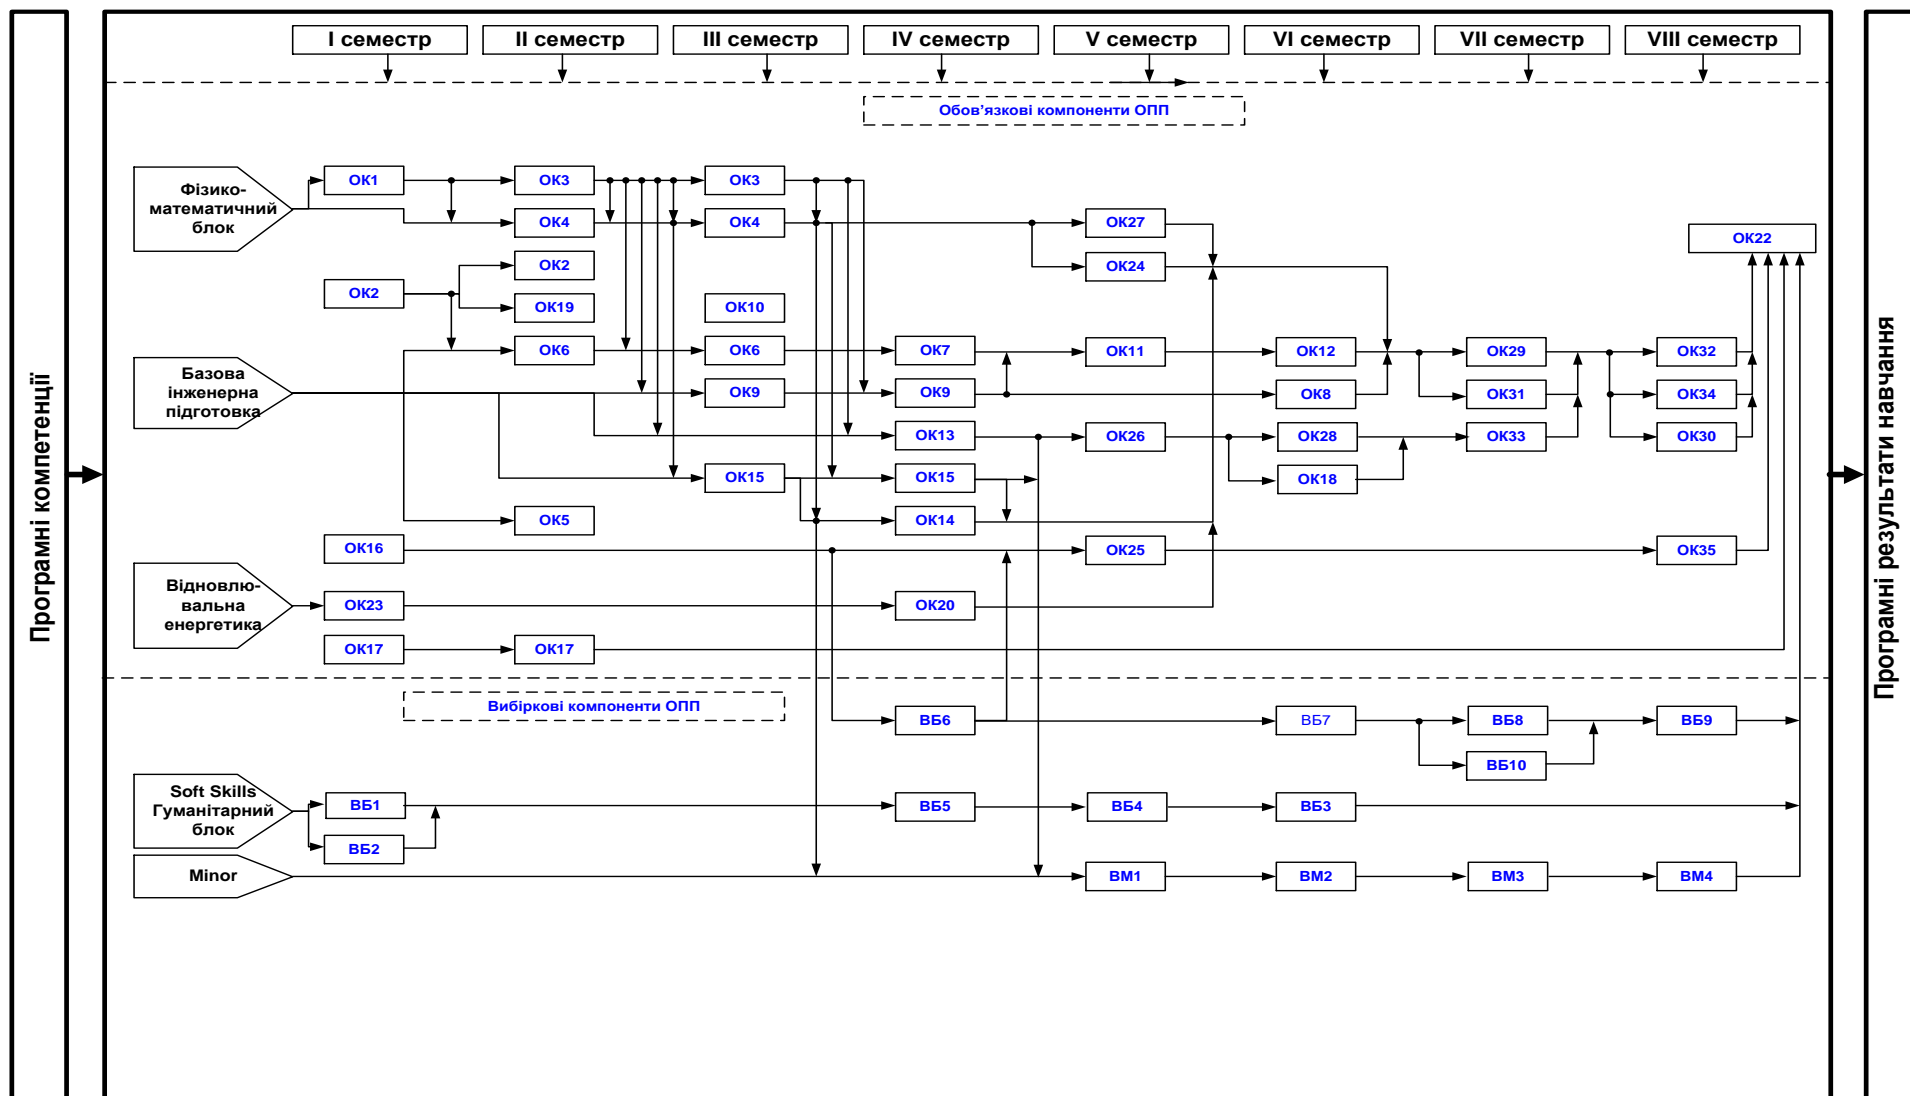 I семестр
II семестр
III семестр
IV семестр
V семестр
VI семестр
VII семестр
VIII семестр
Обов'язкові компоненти ОПП
Програмні компетенції
Програмні результати навчання
Фізико-
математичний
блок
ОК1
ОК3
ОК3
ОК4
ОК4
ОК27
ОК22
ОК2
ОК24
ОК2
ОК19
ОК10
Базова
інженерна
підготовка
ОК6
ОК6
ОК7
ОК11
ОК12
ОК29
ОК32
ОК9
ОК9
ОК8
ОК31
ОК34
ОК13
ОК26
ОК28
ОК33
ОК30
ОК15
ОК15
ОК18
ОК5
ОК14
ОК16
ОК25
ОК35
Відновлю-
вальна
енергетика
ОК23
ОК20
ОК17
ОК17
Вибіркові компоненти ОПП
ВБ6
ВБ7
ВБ8
ВБ9
ВБ10
Soft Skills
Гуманітарний
блок
ВБ1
ВБ5
ВБ4
ВБ3
ВБ2
Minor
ВМ1
ВМ2
ВМ3
ВМ4